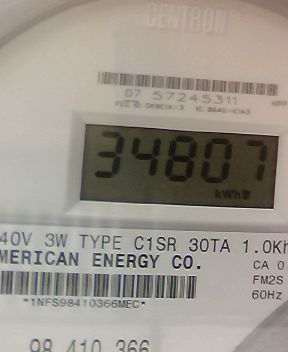 CENTRON
07 57245311
34807
kWh
40V 3W TYPE C1SR 30TA 1.0Kh
MERICAN ENERGY CO.
CA 0
FM2S
60Hz
*1NFS98410366MEC*
98 410 366